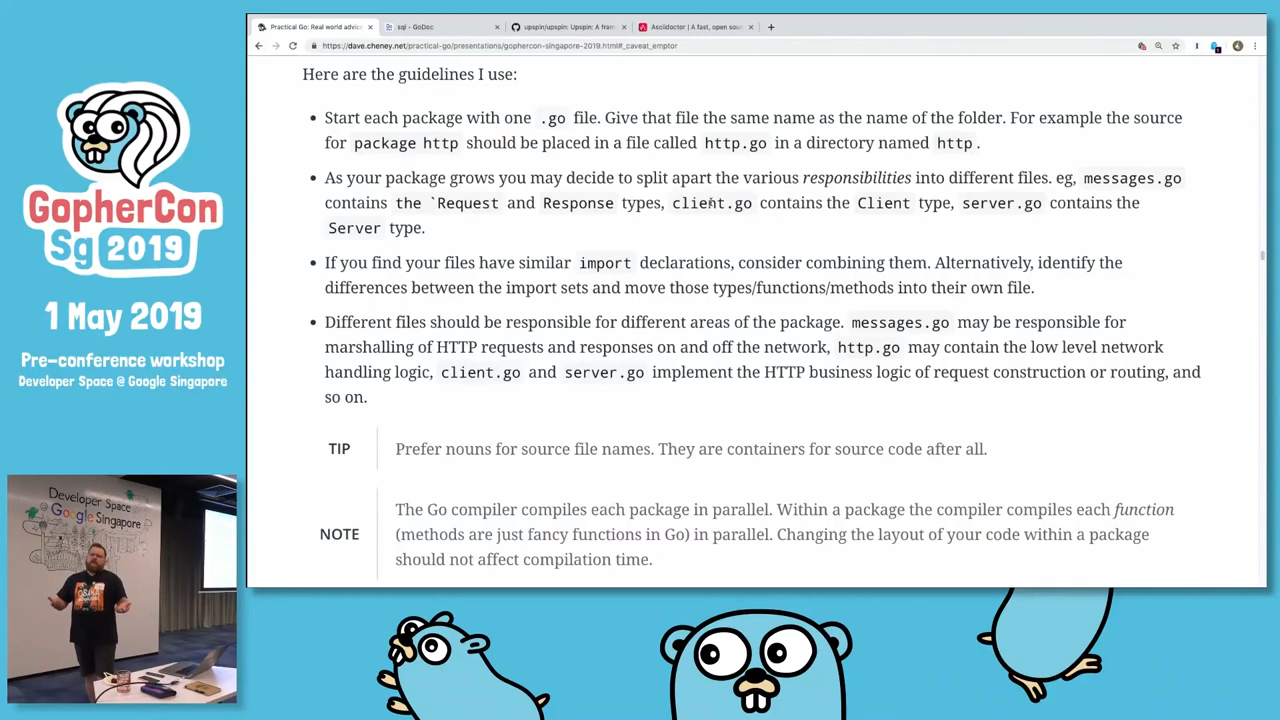 Practical Go: Real world advic
sql - GoDoc
upspin/upspin: Upspin: A fram
Asciidoctor | A fast, open sou
https://dave.cheney.net/practical-go/presentations/gophercon-singapore-2019.html#_caveat_emptor
Here are the guidelines I use:
Start each package with one .go file. Give that file the same name as the name of the folder. For example the source
for package http should be placed in a file called http.go in a directory named http.
As your package grows you may decide to split apart the various responsibilities into different files. eg, messages.go
contains the `Request and Response types, client.go contains the Client type, server.go contains the
Server type.
If you find your files have similar import declarations, consider combining them. Alternatively, identify the
differences between the import sets and move those types/functions/methods into their own file.
Different files should be responsible for different areas of the package. messages.go may be responsible for
marshalling of HTTP requests and responses on and off the network, http.go may contain the low level network
handling logic, client.go and server.go implement the HTTP business logic of request construction or routing, and
so on.
TIP
Prefer nouns for source file names. They are containers for source code after all.
NOTE
The Go compiler compiles each package in parallel. Within a package the compiler compiles each function
(methods are just fancy functions in Go) in parallel. Changing the layout of your code within a package
should not affect compilation time.
GopherCon
Sg 2019
1 May 2019
Pre-conference workshop
Developer Space @ Google Singapore
Developer Space
@ Google Singapore